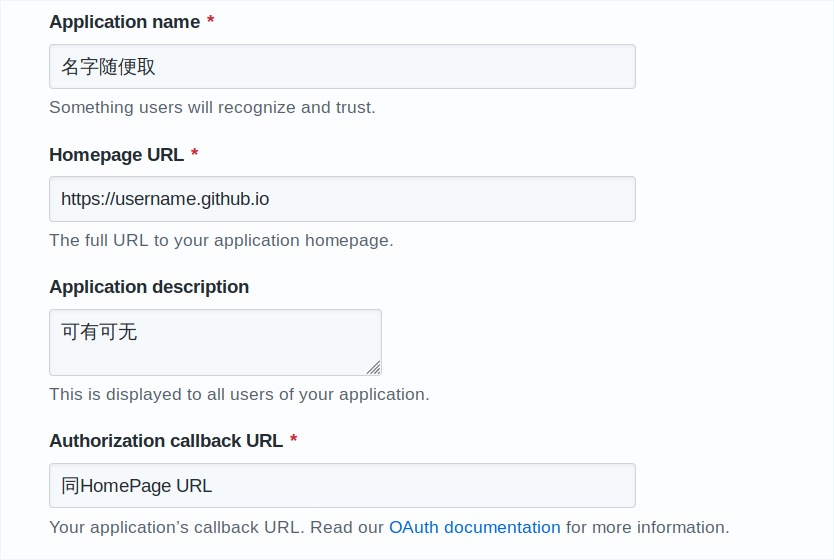 Application name *
名字随便取
Something users will recognize and trust.
Homepage URL *
https://username.github.io
The full URL to your application homepage.
Application description
可有可无
This is displayed to all users of your application.
Authorization callback URL *
同HomePage URL
Your application’s callback URL. Read our OAuth documentation for more information.